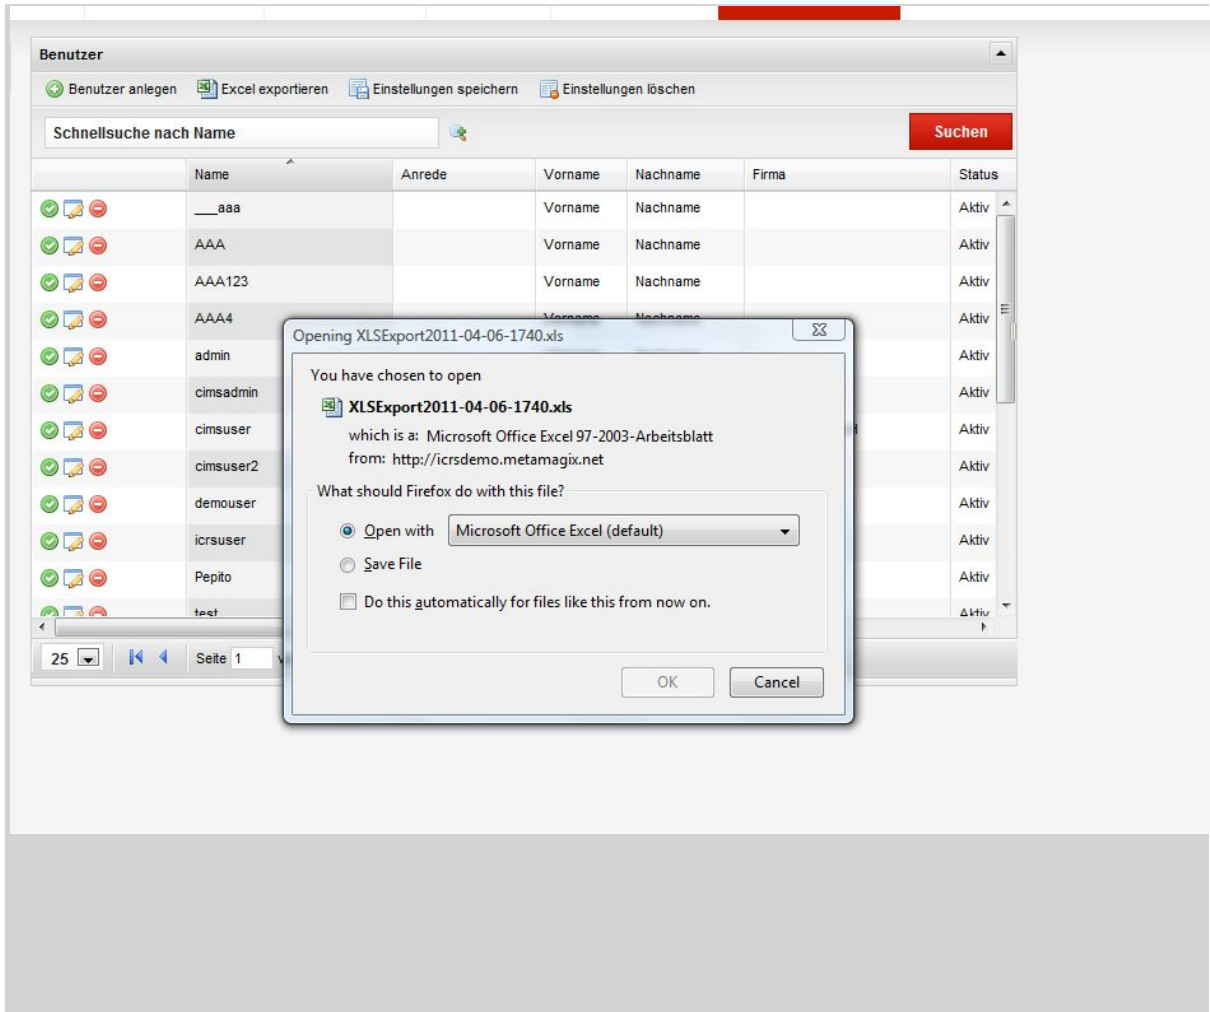 Benutzer
Benutzer anlegen Excel exportieren Einstellungen speichern Einstellungen löschen
Schnellsuche nach Name Suchen
Name Anrede Vorname Nachname Firma Status
___aaa Vorname Nachname Aktiv
AAA Vorname Nachname Aktiv
AAA123 Vorname Nachname Aktiv
AAA4 Vorname Nachname Aktiv
admin Aktiv
cimsadmin Aktiv
cimsuser Aktiv
cimsuser2 Aktiv
demouser Aktiv
icrsuser Aktiv
Pepito Aktiv
test Aktiv
25 Seite 1
Opening XLSExport2011-04-06-1740.xls
You have chosen to open
XLSExport2011-04-06-1740.xls
which is a: Microsoft Office Excel 97-2003-Arbeitsblatt
from: http://icrsdemo.metamagix.net
What should Firefox do with this file?
Open with Microsoft Office Excel (default)
Save File
Do this automatically for files like this from now on.
OK Cancel